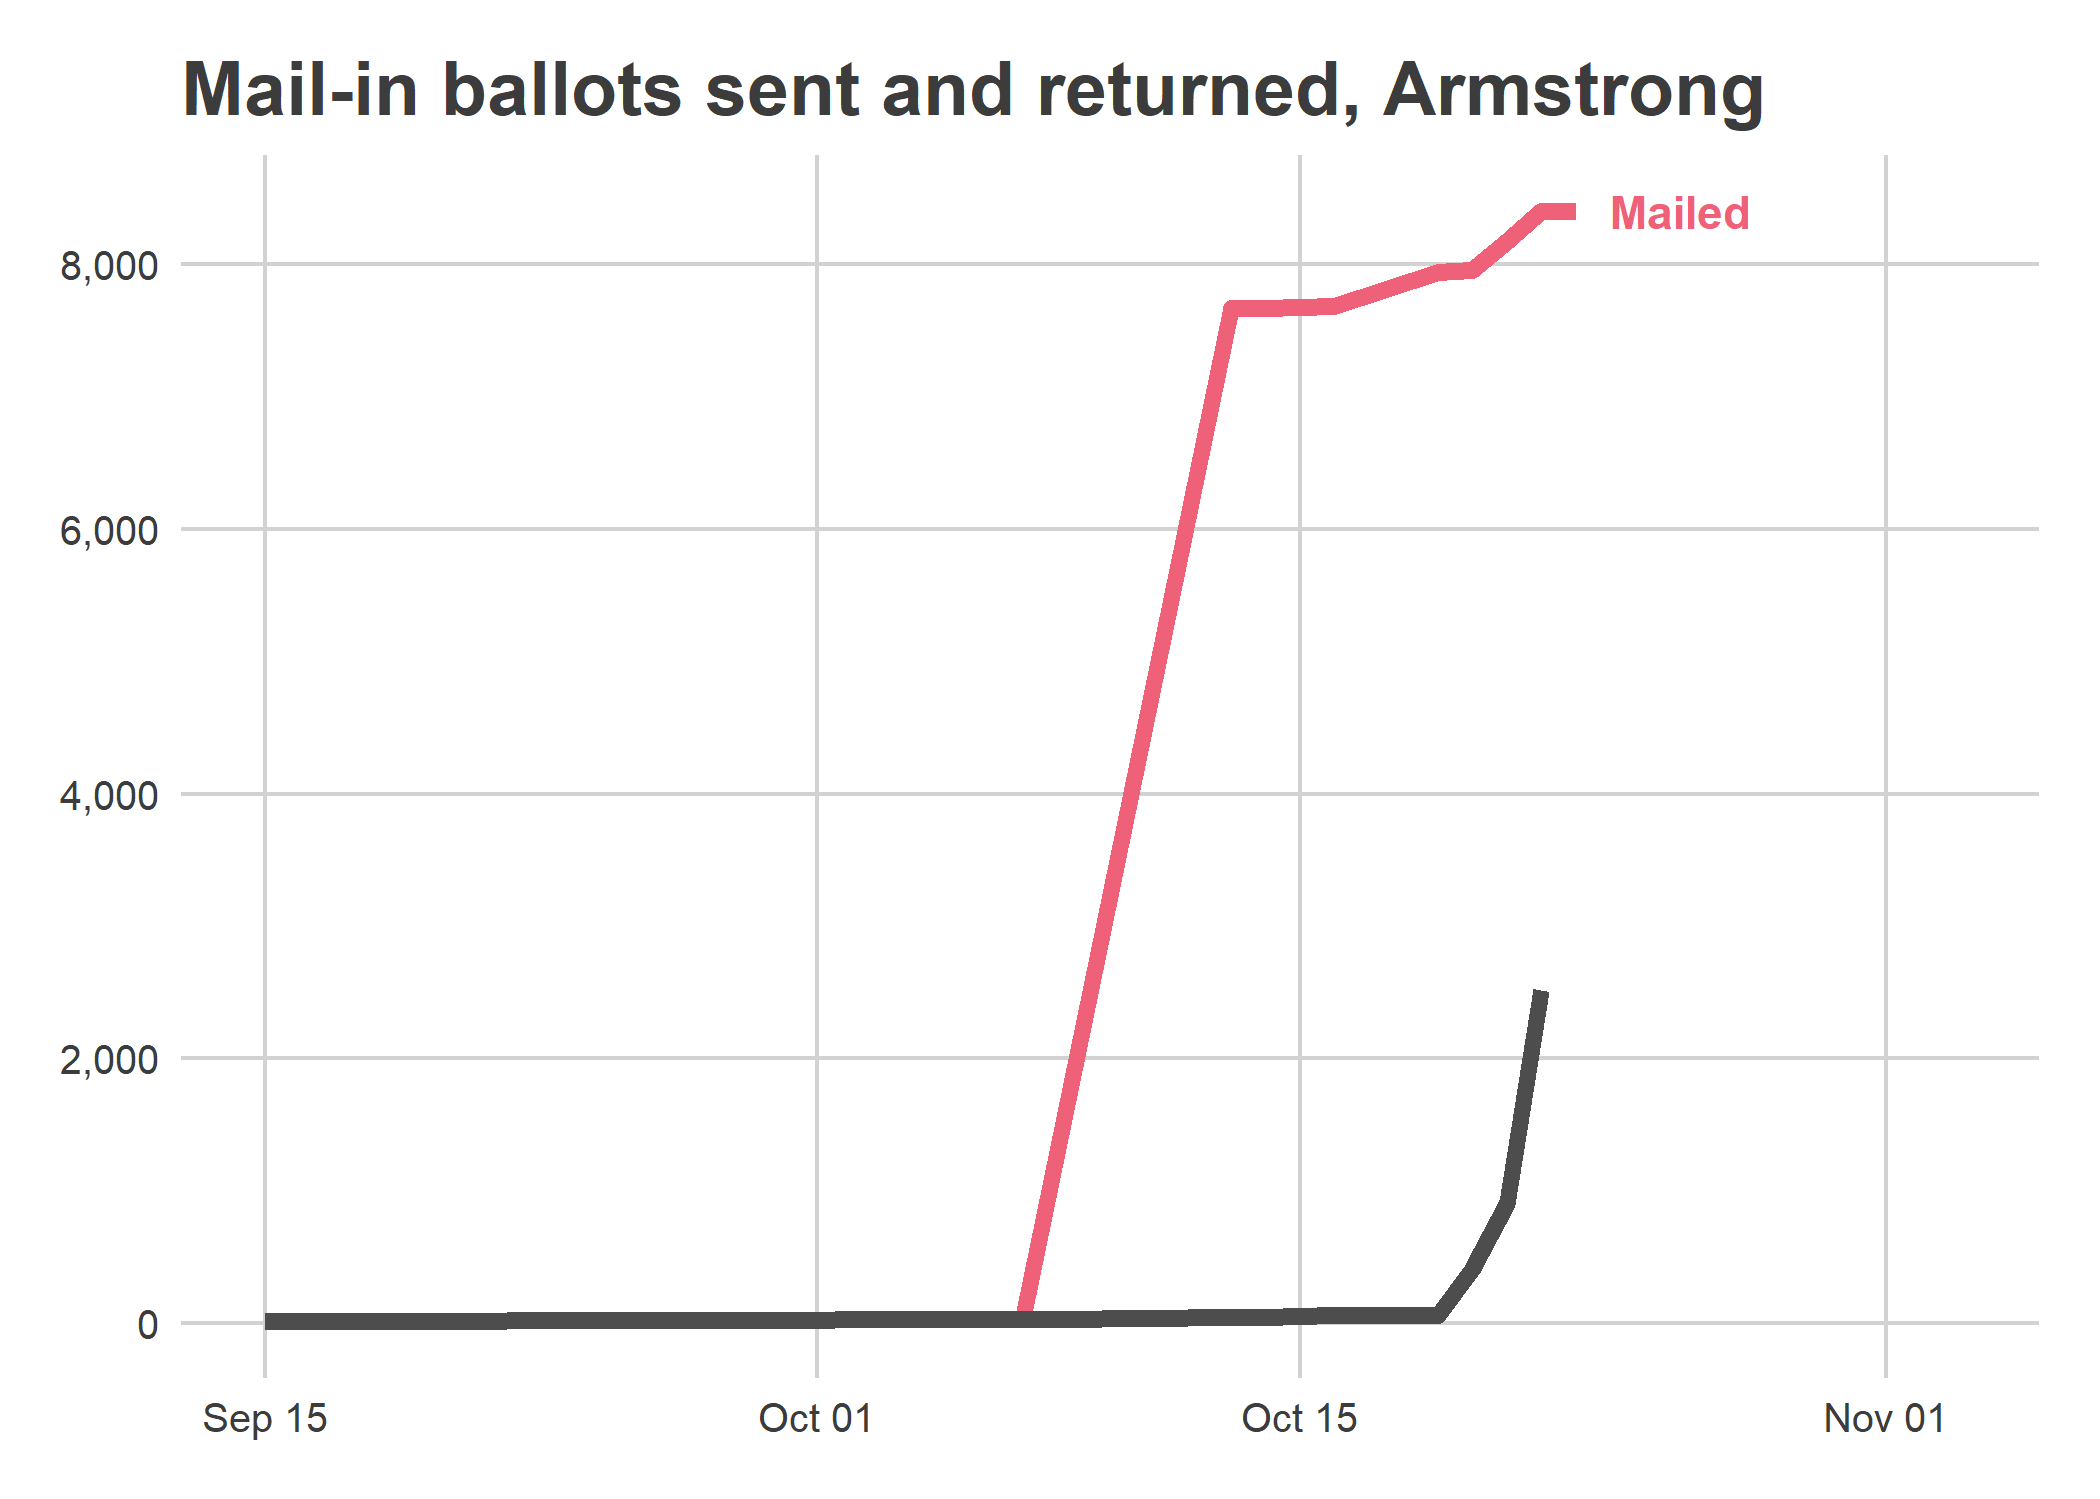 Mail-in ballots sent and returned, Armstrong
Mailed
8,000
6,000
4,000
2,000
0
Sep 15
Oct 01
Oct 15
Nov 01